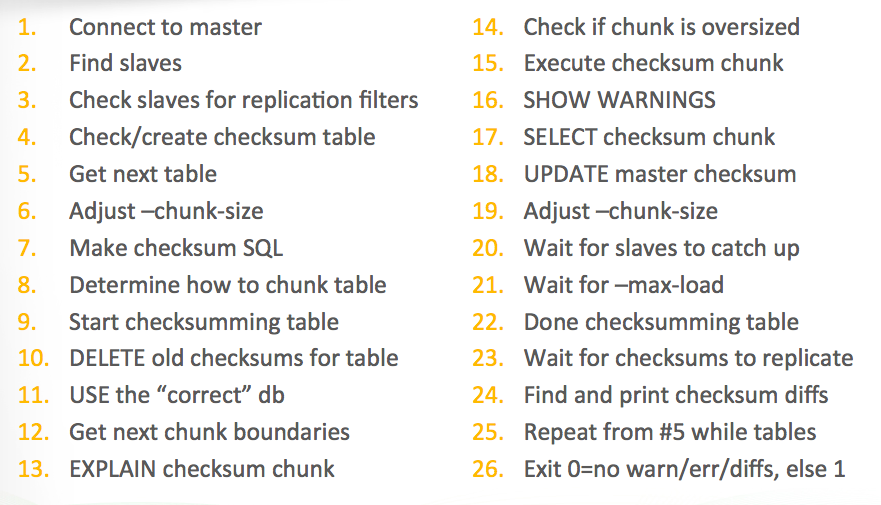 1. Connect to master
2. Find slaves
3. Check slaves for replication filters
4. Check/create checksum table
5. Get next table
6. Adjust –chunk-size
7. Make checksum SQL
8. Determine how to chunk table
9. Start checksumming table
10. DELETE old checksums for table
11. USE the “correct” db
12. Get next chunk boundaries
13. EXPLAIN checksum chunk
14. Check if chunk is oversized
15. Execute checksum chunk
16. SHOW WARNINGS
17. SELECT checksum chunk
18. UPDATE master checksum
19. Adjust –chunk-size
20. Wait for slaves to catch up
21. Wait for –max-load
22. Done checksumming table
23. Wait for checksums to replicate
24. Find and print checksum diffs
25. Repeat from #5 while tables
26. Exit 0=no warn/err/diffs, else 1